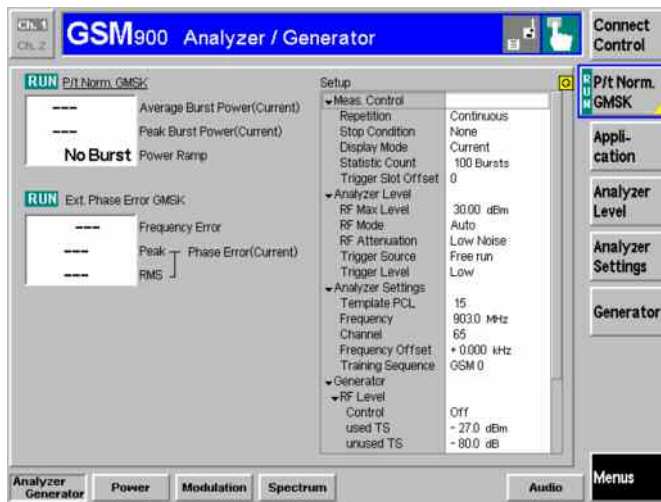 Ch. 1
Ch. 2
GSM900 Analyzer / Generator
Connect Control
RUN P/t Norm. GMSK
--- Average Burst Power(Current)
--- Peak Burst Power(Current)
No Burst Power Ramp
RUN Ext. Phase Error GMSK
--- Frequency Error
--- Peak Phase Error(Current)
--- RMS
Setup
Meas. Control
Repetition Continuous
Stop Condition None
Display Mode Current
Statistic Count 100 Bursts
Trigger Slot Offset 0
Analyzer Level
RF Max Level 30.00 dBm
RF Mode Auto
RF Attenuation Low Noise
Trigger Source Free run
Trigger Level Low
Analyzer Settings
Template PCL 15
Frequency 903.0 MHz
Channel 65
Frequency Offset + 0.000 kHz
Training Sequence GSM 0
Generator
RF Level
Control Off
used TS - 27.0 dBm
unused TS - 80.0 dB
RUN
P/t Norm.
GMSK
Appli-
cation
Analyzer
Level
Analyzer
Settings
Generator
Menus
Analyzer
Generator
Power
Modulation
Spectrum
Audio